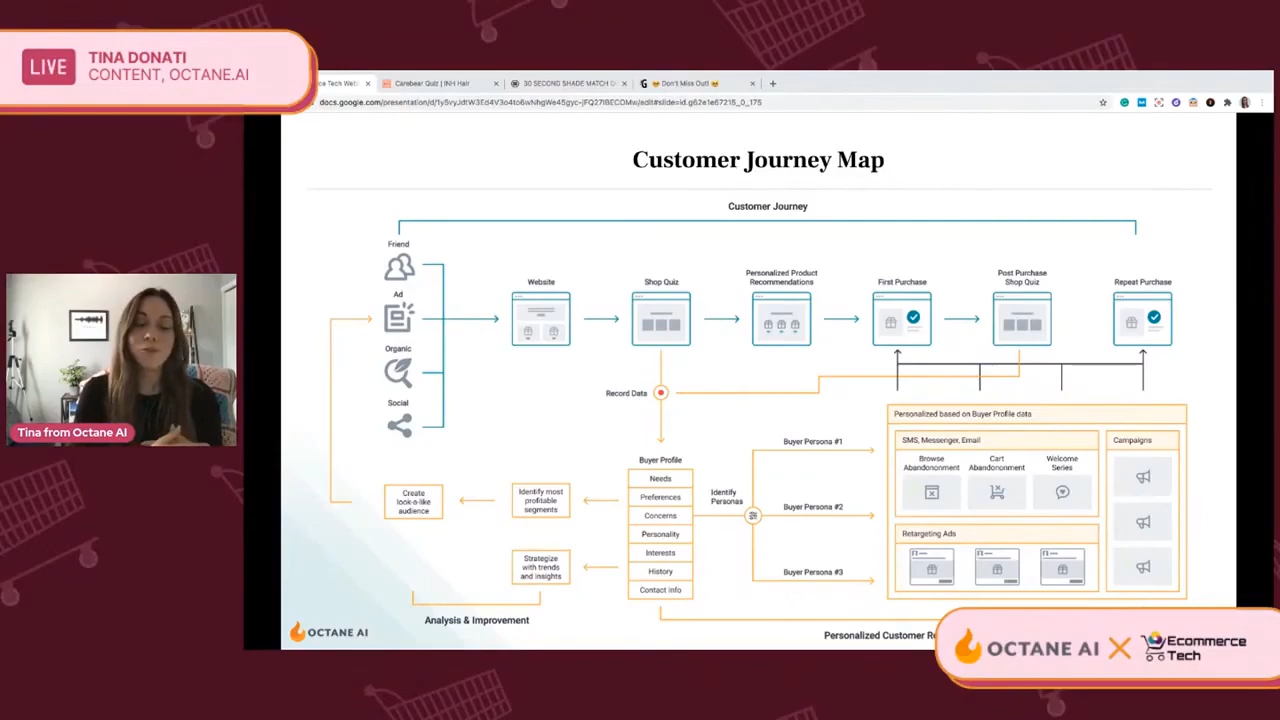 LIVE
TINA DONATI
CONTENT, OCTANE.AI
Carebear Quiz | INH Hair
30 SECOND SHADE MATCH
Don't Miss Out!
Customer Journey Map
Customer Journey
Friend
Ad
Organic
Social
Website
Shop Quiz
Personalized Product
Recommendations
First Purchase
Post Purchase
Shop Quiz
Repeat Purchase
Record Data
Buyer Profile
Needs
Preferences
Concerns
Personality
Interests
History
Contact Info
Identify
Personas
Buyer Persona #1
Buyer Persona #2
Buyer Persona #3
Personalized based on Buyer Profile data
SMS, Messenger, Email
Browse
Abandononment
Cart
Abandononment
Welcome
Series
Campaigns
Retargeting Ads
Create
look-a-like
audience
Identify most
profitable
segments
Strategize
with trends
and insights
Analysis & Improvement
Personalized Customer
OCTANE AI
Tina from Octane AI
OCTANE AI
Ecommerce
Tech